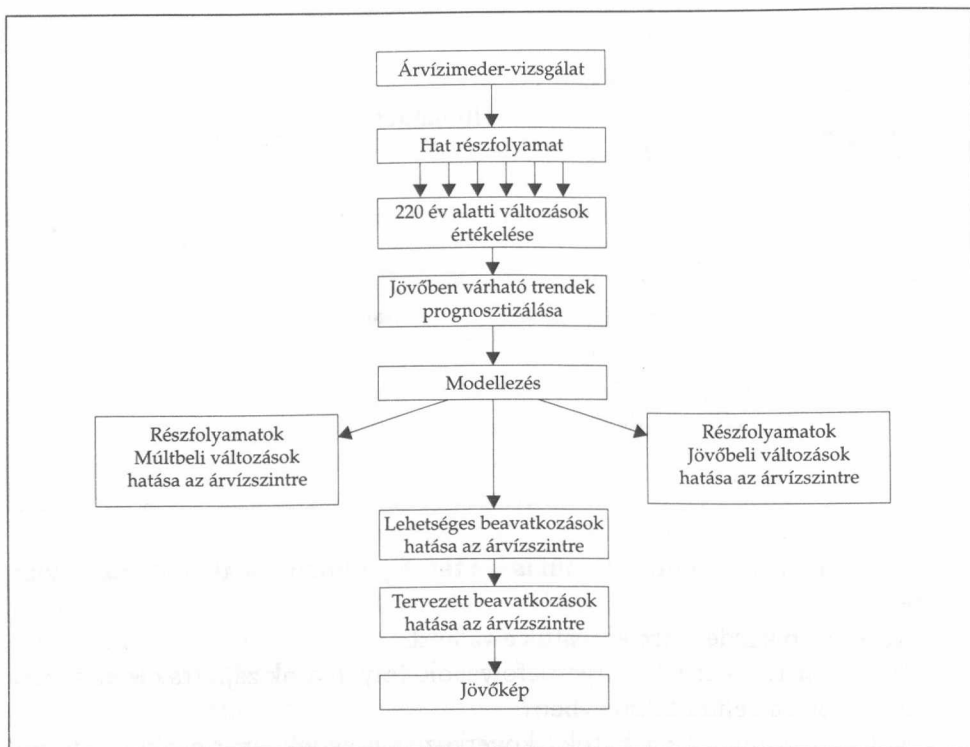 Árvízimeder-vizsgálat
Hat részfolyamat
220 év alatti változások
értékelése
Jövőben várható trendek
prognosztizálása
Modellezés
Részfolyamatok
Múltbeli változások
hatása az árvízszintre
Részfolyamatok
Jövőbeli változások
hatása az árvízszintre
Lehetséges beavatkozások
hatása az árvízszintre
Tervezett beavatkozások
hatása az árvízszintre
Jövőkép